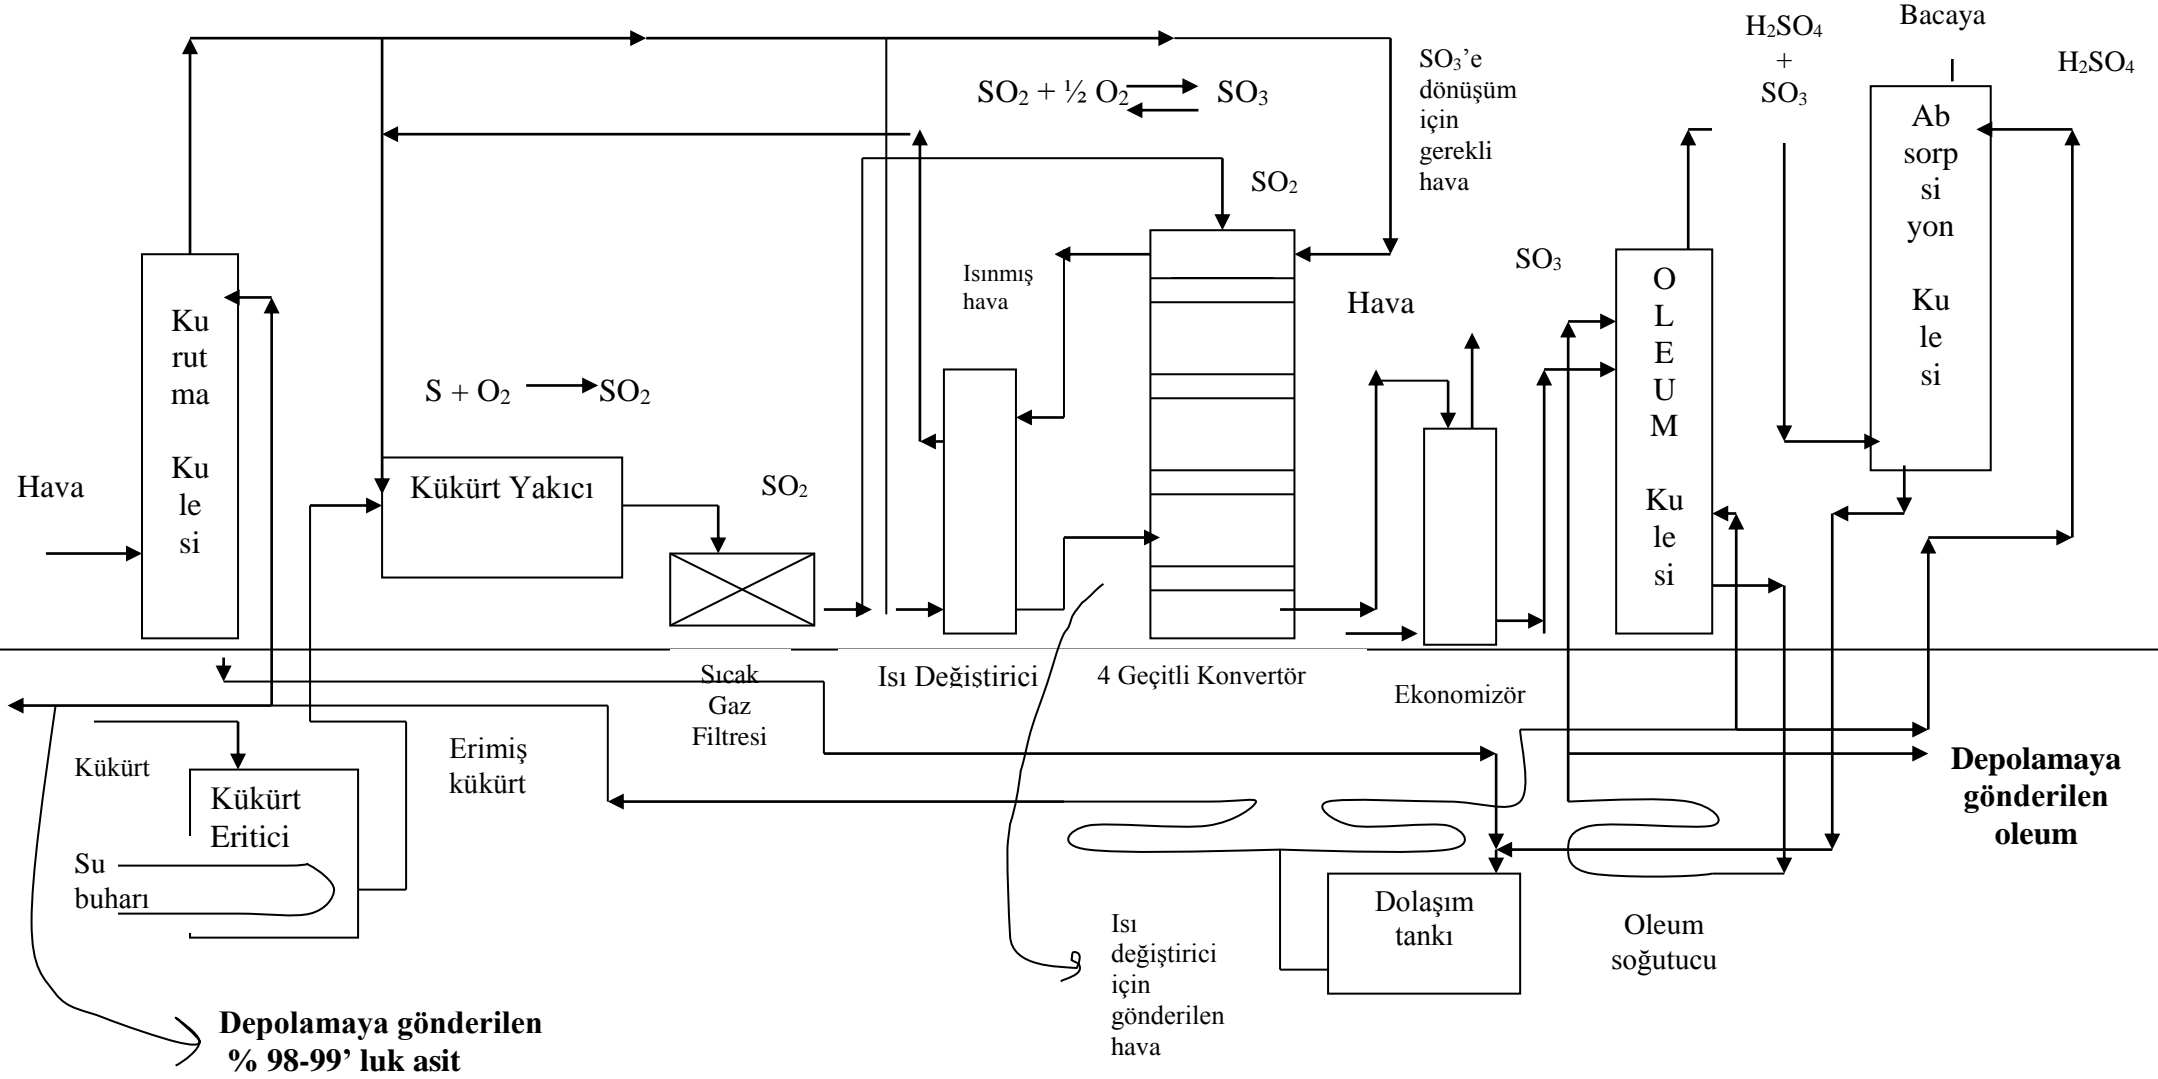 H₂SO₄
+
SO₃
Bacaya
H₂SO₄
SO₃’e
dönüşüm
için
gerekli
hava
SO₂ + ½ O₂
SO₃
Ab
sorp
si
yon
Ku
le
si
SO₂
Isınmış
hava
Hava
SO₃
O
L
E
U
M
Ku
le
si
Ku
rut
ma
Ku
le
si
S + O₂
SO₂
Hava
Kükürt Yakıcı
SO₂
Sıcak
Gaz
Filtresi
Isı Değiştirici
4 Geçitli Konvertör
Ekonomizör
Kükürt
Erimiş
kükürt
Kükürt
Eritici
Su
buharı
Depolamaya
gönderilen
oleum
Dolaşım
tankı
Isı
değiştirici
için
gönderilen
hava
Oleum
soğutucu
Depolamaya gönderilen
% 98-99’ luk asit